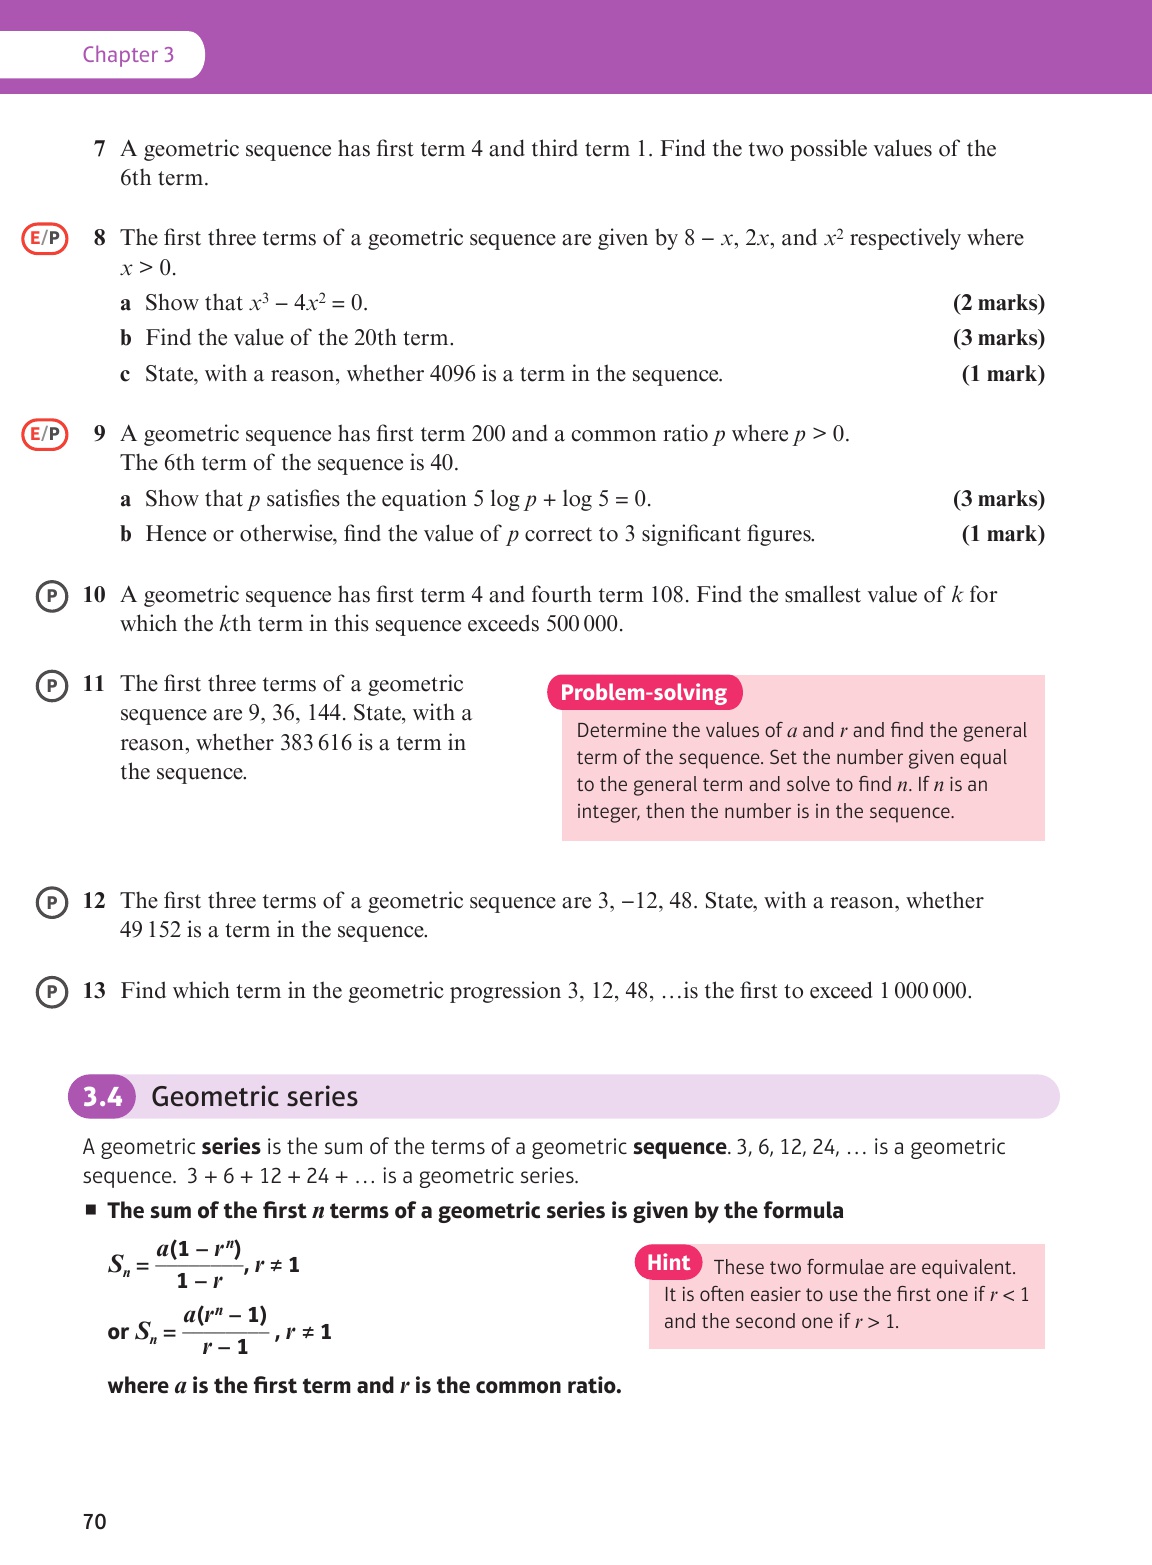 Chapter 3
7 A geometric sequence has first term 4 and third term 1. Find the two possible values of the
6th term.
E/P 8 The first three terms of a geometric sequence are given by 8 − x, 2x, and x² respectively where
x > 0.
a Show that x³ − 4x² = 0. (2 marks)
b Find the value of the 20th term. (3 marks)
c State, with a reason, whether 4096 is a term in the sequence. (1 mark)
E/P 9 A geometric sequence has first term 200 and a common ratio p where p > 0.
The 6th term of the sequence is 40.
a Show that p satisfies the equation 5 log p + log 5 = 0. (3 marks)
b Hence or otherwise, find the value of p correct to 3 significant figures. (1 mark)
P 10 A geometric sequence has first term 4 and fourth term 108. Find the smallest value of k for
which the kth term in this sequence exceeds 500 000.
P 11 The first three terms of a geometric
sequence are 9, 36, 144. State, with a
reason, whether 383 616 is a term in
the sequence.
Problem-solving
Determine the values of a and r and find the general
term of the sequence. Set the number given equal
to the general term and solve to find n. If n is an
integer, then the number is in the sequence.
P 12 The first three terms of a geometric sequence are 3, −12, 48. State, with a reason, whether
49 152 is a term in the sequence.
P 13 Find which term in the geometric progression 3, 12, 48, …is the first to exceed 1 000 000.
3.4 Geometric series
A geometric series is the sum of the terms of a geometric sequence. 3, 6, 12, 24, … is a geometric
sequence. 3 + 6 + 12 + 24 + … is a geometric series.
■ The sum of the first n terms of a geometric series is given by the formula
Sₙ = a(1 − rⁿ) / 1 − r, r ≠ 1
or Sₙ = a(rⁿ − 1) / r − 1, r ≠ 1
Hint These two formulae are equivalent.
It is often easier to use the first one if r < 1
and the second one if r > 1.
where a is the first term and r is the common ratio.
70